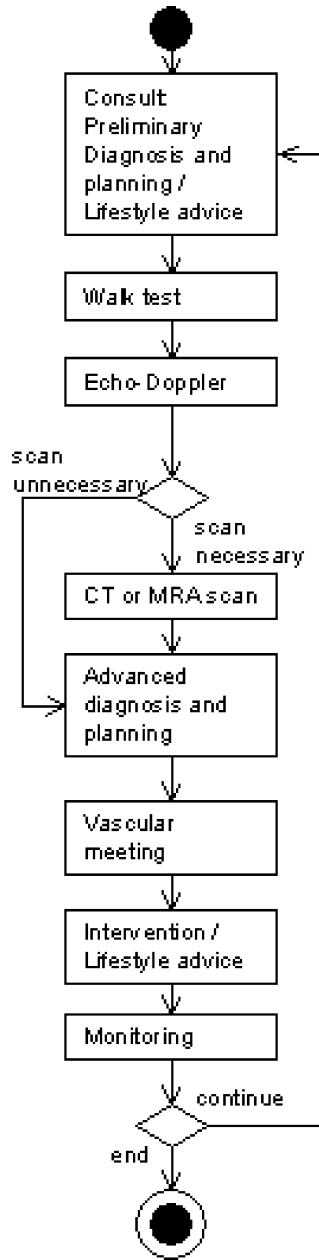 Consult
Preliminary
Diagnosis and
planning /
Lifestyle advice
Walk test
Echo-Doppler
scan
unnecessary
scan
necessary
CT or MRA scan
Advanced
diagnosis and
planning
Vascular
meeting
Intervention /
Lifestyle advice
Monitoring
continue
end